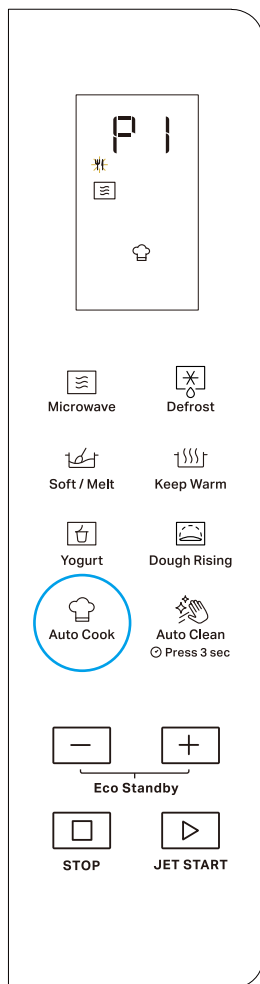 P1
Microwave Defrost
Soft / Melt Keep Warm
Yogurt Dough Rising
Auto Cook Auto Clean
Press 3 sec
Eco Standby
STOP JET START